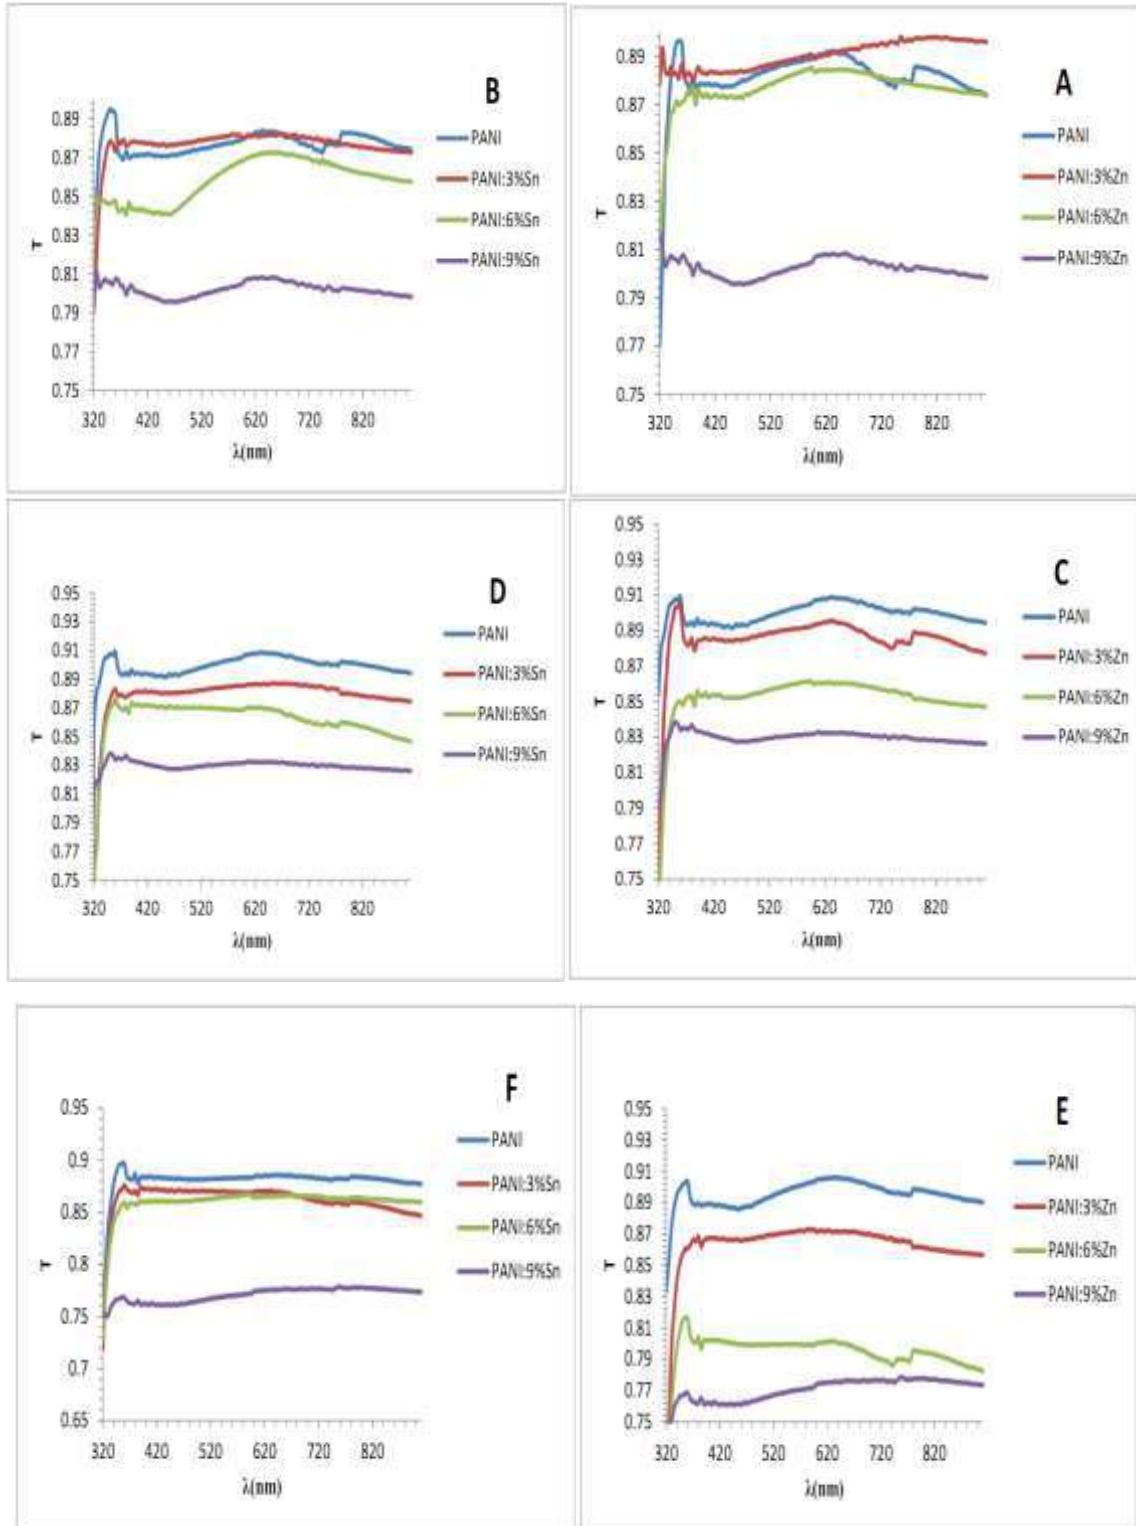 B
0.89
0.87
0.85
0.83
0.81
0.79
0.77
0.75
T
320 420 520 620 720 820
λ(nm)
PANI
PANI:3%Sn
PANI:6%Sn
PANI:9%Sn
A
0.89
0.87
0.85
0.83
0.81
0.79
0.77
0.75
T
320 420 520 620 720 820
λ(nm)
PANI
PANI:3%Zn
PANI:6%Zn
PANI:9%Zn
D
0.95
0.93
0.91
0.89
0.87
0.85
0.83
0.81
0.79
0.77
0.75
T
320 420 520 620 720 820
λ(nm)
PANI
PANI:3%Sn
PANI:6%Sn
PANI:9%Sn
C
0.95
0.93
0.91
0.89
0.87
0.85
0.83
0.81
0.79
0.77
0.75
T
320 420 520 620 720 820
λ(nm)
PANI
PANI:3%Zn
PANI:6%Zn
PANI:9%Zn
F
0.95
0.9
0.85
0.8
0.75
0.7
0.65
T
320 420 520 620 720 820
λ(nm)
PANI
PANI:3%Sn
PANI:6%Sn
PANI:9%Sn
E
0.95
0.93
0.91
0.89
0.87
0.85
0.83
0.81
0.79
0.77
0.75
T
320 420 520 620 720 820
λ(nm)
PANI
PANI:3%Zn
PANI:6%Zn
PANI:9%Zn